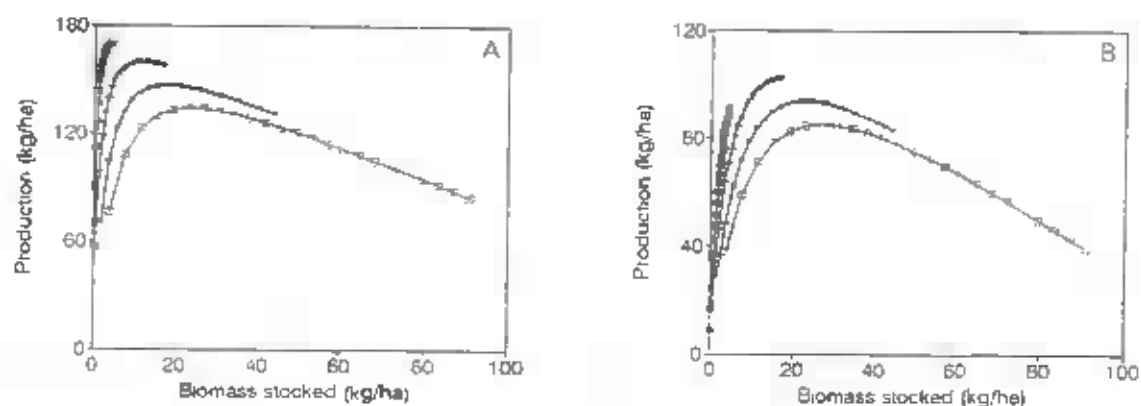 180
120
60
0
Production (kg/ha)
A
0 20 40 60 80 100
Biomass stocked (kg/ha)
120
80
40
0
Production (kg/ha)
B
0 20 40 60 80 100
Biomass stocked (kg/ha)